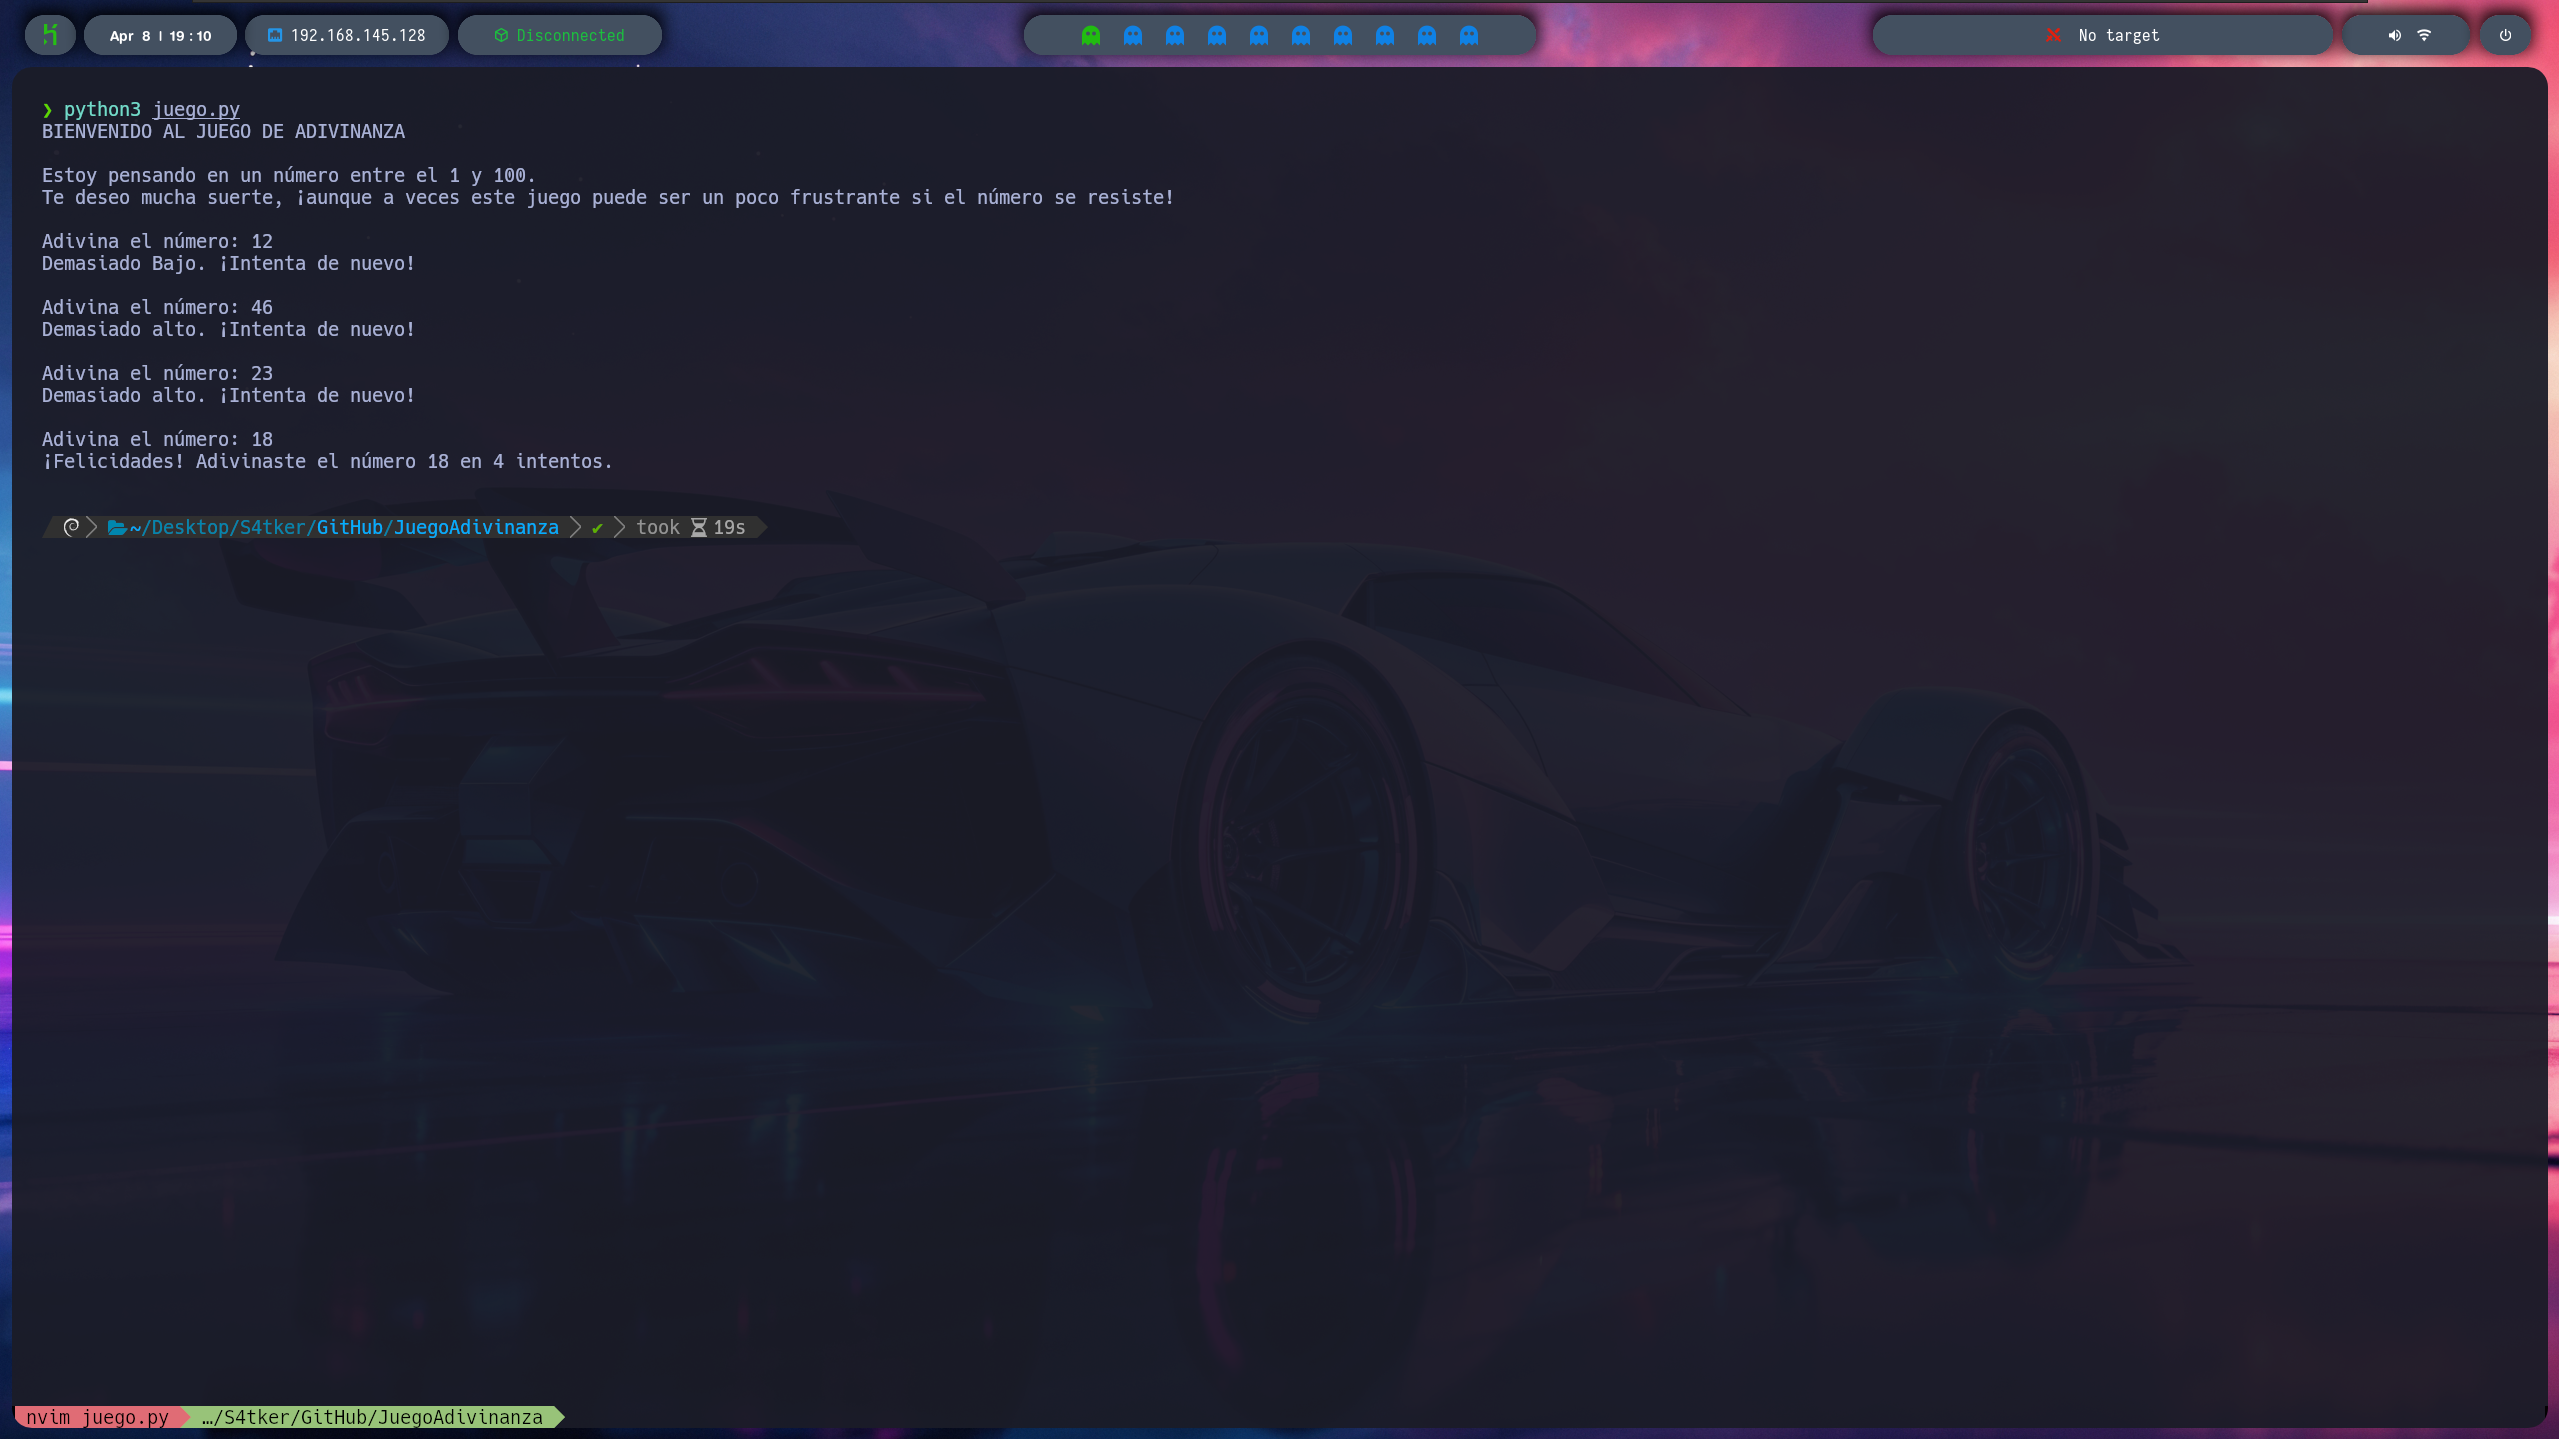 Apr 8 | 19:10
192.168.145.128
Disconnected
No target
❯ python3 juego.py
BIENVENIDO AL JUEGO DE ADIVINANZA
Estoy pensando en un número entre el 1 y 100.
Te deseo mucha suerte, ¡aunque a veces este juego puede ser un poco frustrante si el número se resiste!
Adivina el número: 12
Demasiado Bajo. ¡Intenta de nuevo!
Adivina el número: 46
Demasiado alto. ¡Intenta de nuevo!
Adivina el número: 23
Demasiado alto. ¡Intenta de nuevo!
Adivina el número: 18
¡Felicidades! Adivinaste el número 18 en 4 intentos.
~/Desktop/S4tker/GitHub/JuegoAdivinanza ✔ took 19s
nvim juego.py …/S4tker/GitHub/JuegoAdivinanza